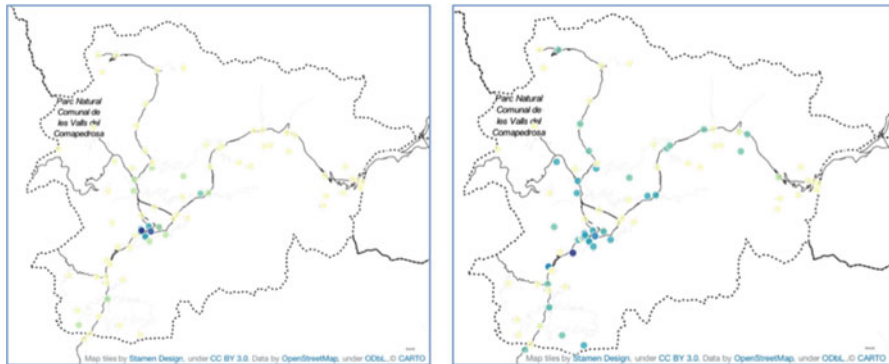 Parc Natural
Comunal de
les Valls del
Comapedrosa
Map tiles by Stamen Design, under CC BY 3.0. Data by OpenStreetMap, under ODbL, © CARTO
Parc Natural
Comunal de
les Valls del
Comapedrosa
Map tiles by Stamen Design, under CC BY 3.0. Data by OpenStreetMap, under ODbL. © CARTO